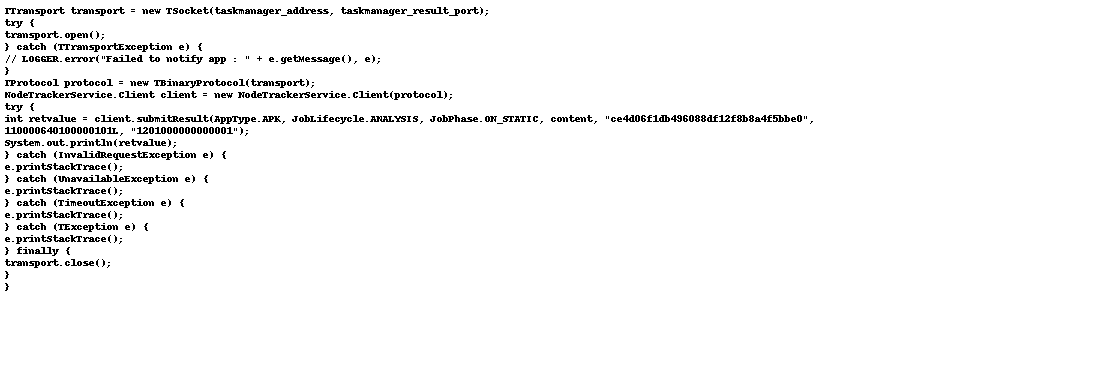 TTransport transport = new TSocket(taskmanager_address, taskmanager_result_port);
try {
transport.open();
} catch (TTransportException e) {
// LOGGER.error("Failed to notify app : " + e.getMessage(), e);
}
TProtocol protocol = new TBinaryProtocol(transport);
NodeTrackerService.Client client = new NodeTrackerService.Client(protocol);
try {
int retvalue = client.submitResult(AppType.APK, JobLifecycle.ANALYSIS, JobPhase.ON_STATIC, content, "ce4d06f1db496088df12f8b8a4f5bbe0",
110000640100000101L, "1201000000000001");
System.out.println(retvalue);
} catch (InvalidRequestException e) {
e.printStackTrace();
} catch (UnavailableException e) {
e.printStackTrace();
} catch (TimeoutException e) {
e.printStackTrace();
} catch (TException e) {
e.printStackTrace();
} finally {
transport.close();
}
}